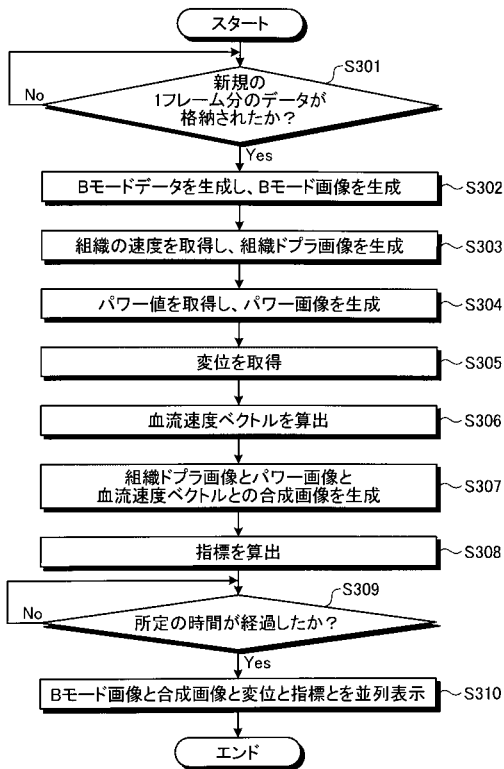 スタート
S301
新規の
1フレーム分のデータが
格納されたか？
No
Yes
Bモードデータを生成し、Bモード画像を生成
S302
組織の速度を取得し、組織ドプラ画像を生成
S303
パワー値を取得し、パワー画像を生成
S304
変位を取得
S305
血流速度ベクトルを算出
S306
組織ドプラ画像とパワー画像と
血流速度ベクトルとの合成画像を生成
S307
指標を算出
S308
S309
No
所定の時間が経過したか？
Yes
Bモード画像と合成画像と変位と指標とを並列表示
S310
エンド